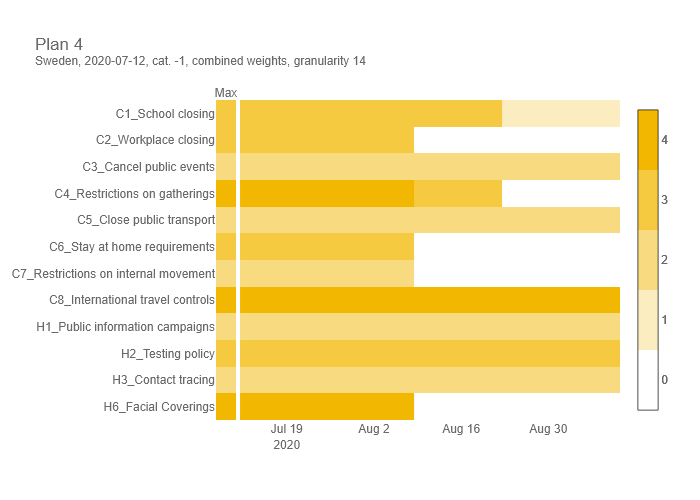 Plan 4
Sweden, 2020-07-12, cat. -1, combined weights, granularity 14
Max
C1_School closing
C2_Workplace closing
C3_Cancel public events
C4_Restrictions on gatherings
C5_Close public transport
C6_Stay at home requirements
C7_Restrictions on internal movement
C8_International travel controls
H1_Public information campaigns
H2_Testing policy
H3_Contact tracing
H6_Facial Coverings
Jul 19 Aug 2 Aug 16 Aug 30
2020
4
3
2
1
0